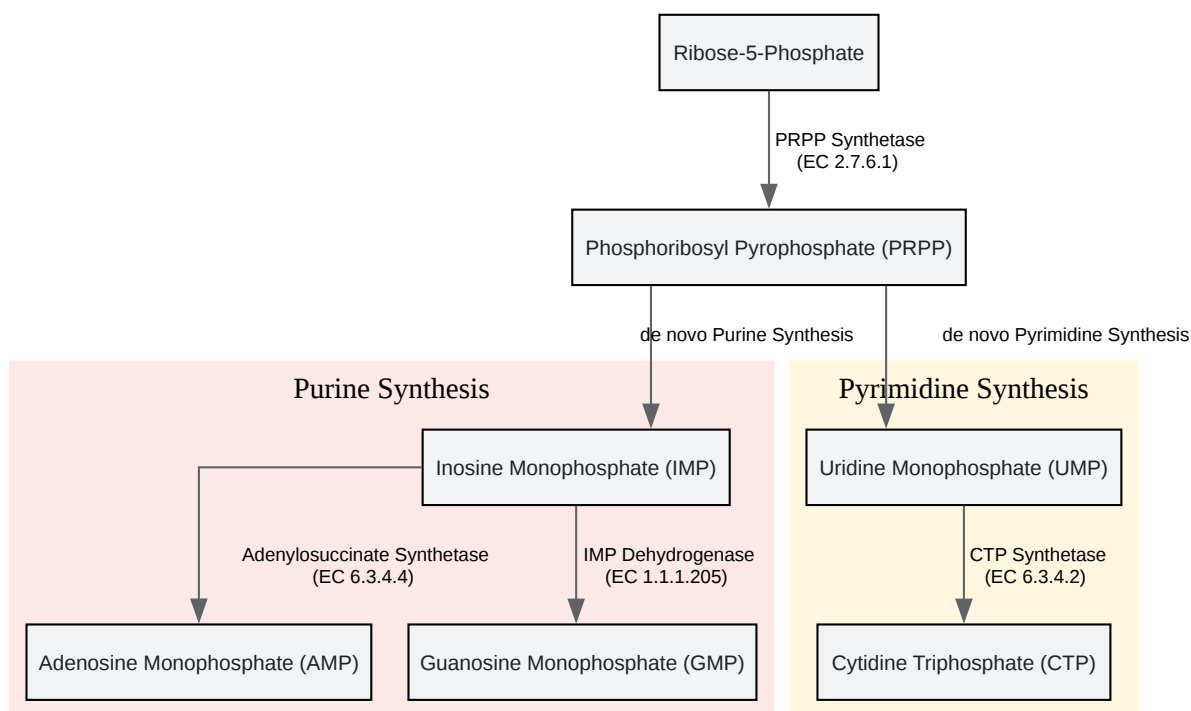 Ribose-5-Phosphate
PRPP Synthetase
(EC 2.7.6.1)
Phosphoribosyl Pyrophosphate (PRPP)
de novo Purine Synthesis
de novo Pyrimidine Synthesis
Purine Synthesis
Pyrimidine Synthesis
Inosine Monophosphate (IMP)
Uridine Monophosphate (UMP)
Adenylosuccinate Synthetase
(EC 6.3.4.4)
IMP Dehydrogenase
(EC 1.1.1.205)
CTP Synthetase
(EC 6.3.4.2)
Adenosine Monophosphate (AMP)
Guanosine Monophosphate (GMP)
Cytidine Triphosphate (CTP)